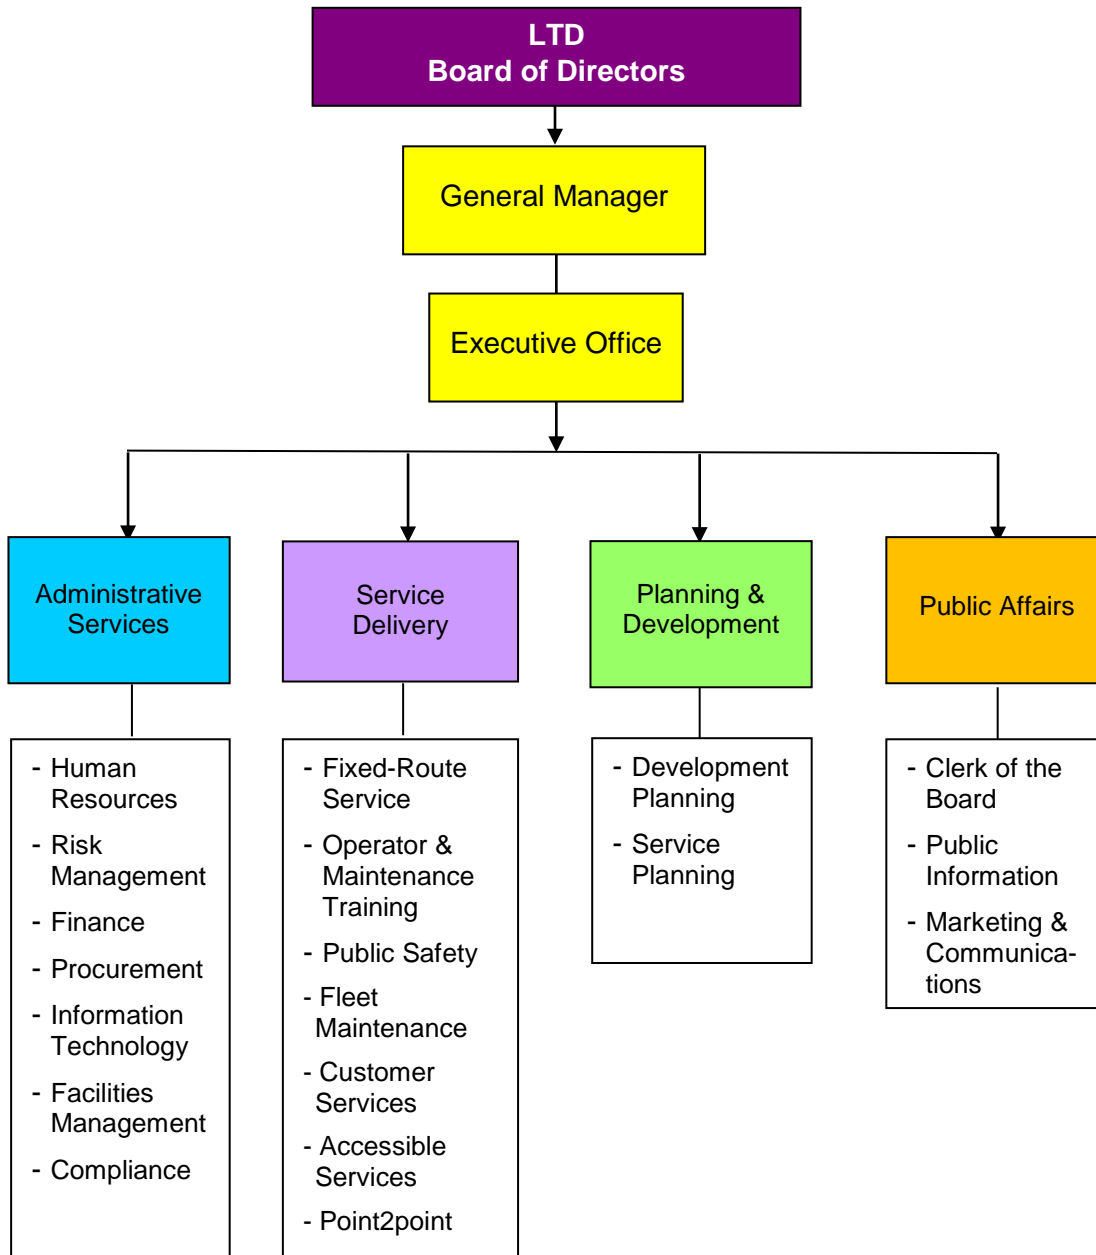 LTD
Board of Directors
General Manager
Executive Office
Administrative
Services
Service
Delivery
Planning &
Development
Public Affairs
- Human
Resources
- Risk
Management
- Finance
- Procurement
- Information
Technology
- Facilities
Management
- Compliance
- Fixed-Route
Service
- Operator &
Maintenance
Training
- Public Safety
- Fleet
Maintenance
- Customer
Services
- Accessible
Services
- Point2point
- Development
Planning
- Service
Planning
- Clerk of the
Board
- Public
Information
- Marketing &
Communica-
tions